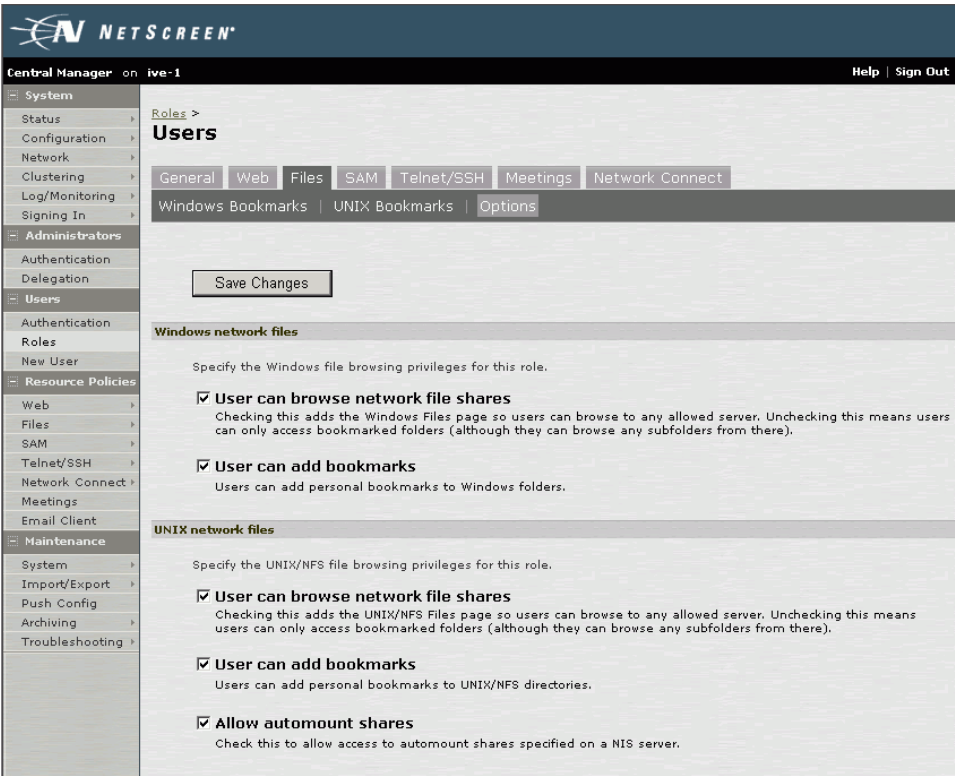 NETSCREEN
Central Manager on ive-1
Help | Sign Out
System
Status
Configuration
Network
Clustering
Log/Monitoring
Signing In
Administrators
Authentication
Delegation
Users
Authentication
Roles
New User
Resource Policies
Web
Files
SAM
Telnet/SSH
Network Connect
Meetings
Email Client
Maintenance
System
Import/Export
Push Config
Archiving
Troubleshooting
Roles >
Users
General Web Files SAM Telnet/SSH Meetings Network Connect
Windows Bookmarks | UNIX Bookmarks | Options
Save Changes
Windows network files
Specify the Windows file browsing privileges for this role.
User can browse network file shares
Checking this adds the Windows Files page so users can browse to any allowed server. Unchecking this means users
can only access bookmarked folders (although they can browse any subfolders from there).
User can add bookmarks
Users can add personal bookmarks to Windows folders.
UNIX network files
Specify the UNIX/NFS file browsing privileges for this role.
User can browse network file shares
Checking this adds the UNIX/NFS Files page so users can browse to any allowed server. Unchecking this means
users can only access bookmarked folders (although they can browse any subfolders from there).
User can add bookmarks
Users can add personal bookmarks to UNIX/NFS directories.
Allow automount shares
Check this to allow access to automount shares specified on a NIS server.